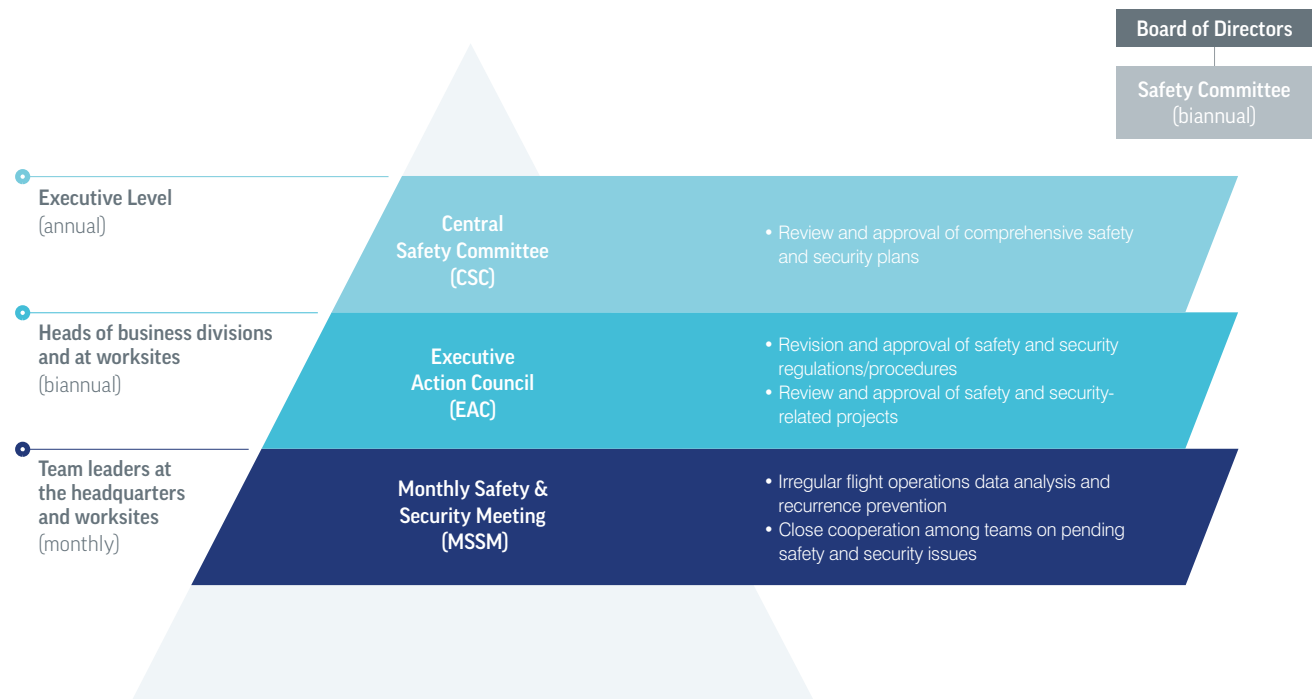 Board of Directors
Safety Committee
(biannual)
Executive Level
(annual)
Central
Safety Committee
(CSC)
• Review and approval of comprehensive safety
and security plans
Heads of business divisions
and at worksites
(biannual)
Executive
Action Council
(EAC)
• Revision and approval of safety and security
regulations/procedures
• Review and approval of safety and security-
related projects
Team leaders at
the headquarters
and worksites
(monthly)
Monthly Safety &
Security Meeting
(MSSM)
• Irregular flight operations data analysis and
recurrence prevention
• Close cooperation among teams on pending
safety and security issues